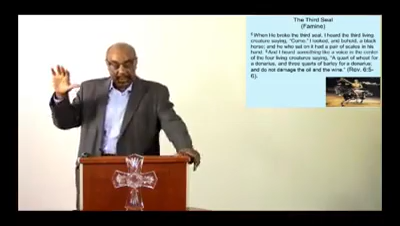 The Third Seal
(Famine)
5 When He broke the third seal, I heard the third living
creature saying, "Come." I looked, and behold, a black
horse; and he who sat on it had a pair of scales in his
hand. 6 And I heard something like a voice in the center
of the four living creatures saying, "A quart of wheat for
a denarius, and three quarts of barley for a denarius;
and do not damage the oil and the wine." (Rev. 6:5-
6).